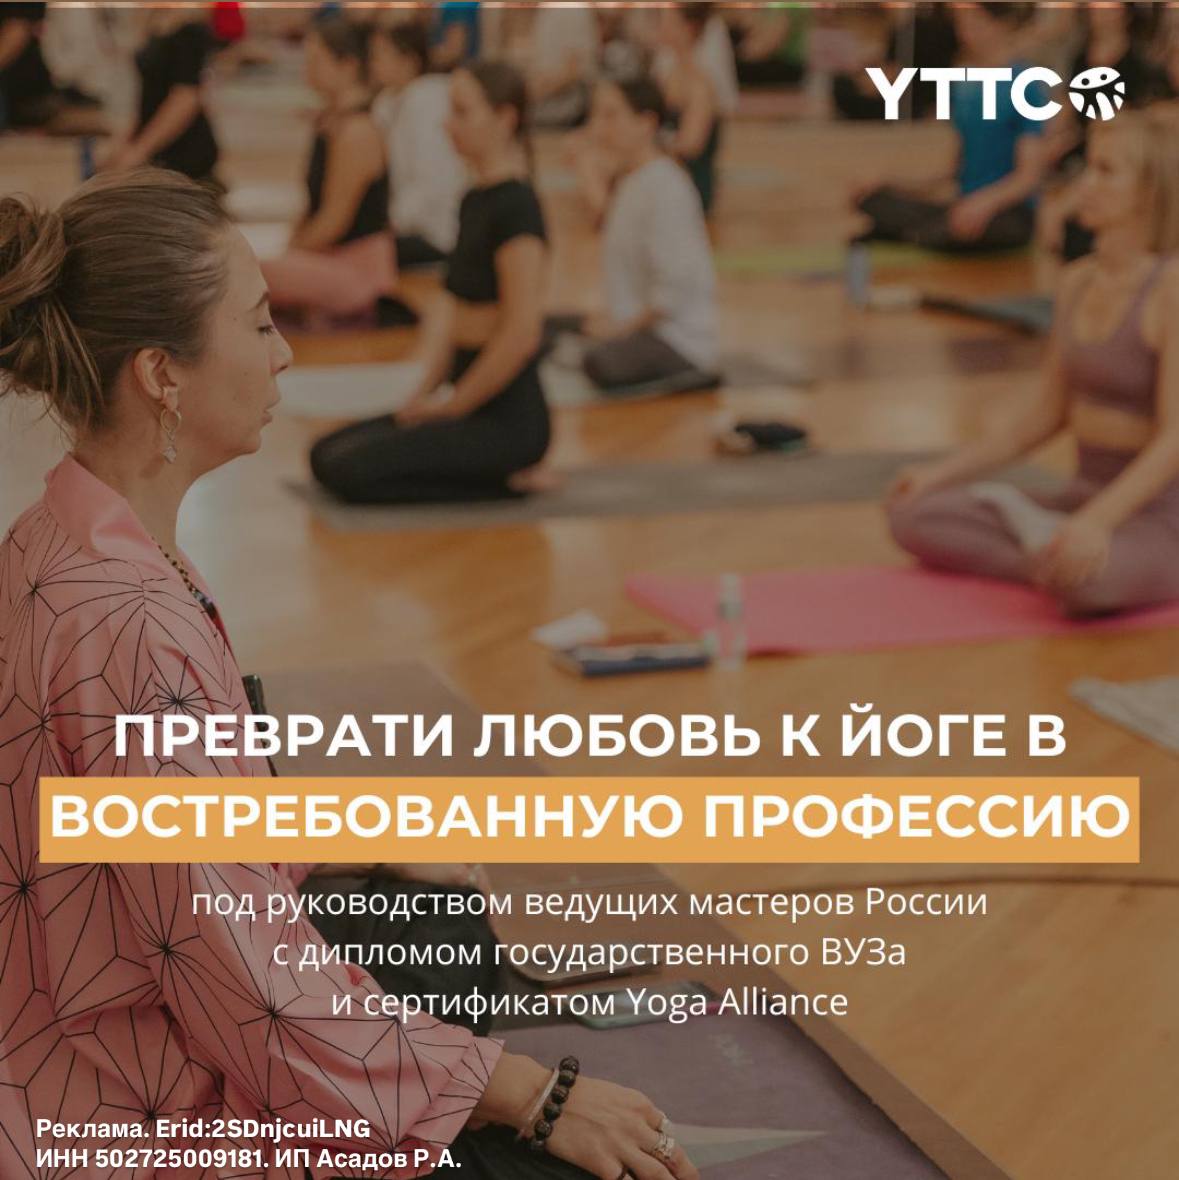 YTTC
ПРЕВРАТИ ЛЮБОВЬ К ЙОГЕ В
ВОСТРЕБОВАННУЮ ПРОФЕССИЮ
под руководством ведущих мастеров России
с дипломом государственного ВУЗа
и сертификатом Yoga Alliance
Реклама. Erid:2SDnjcuiLNG
ИНН 502725009181. ИП Асадов Р.А.